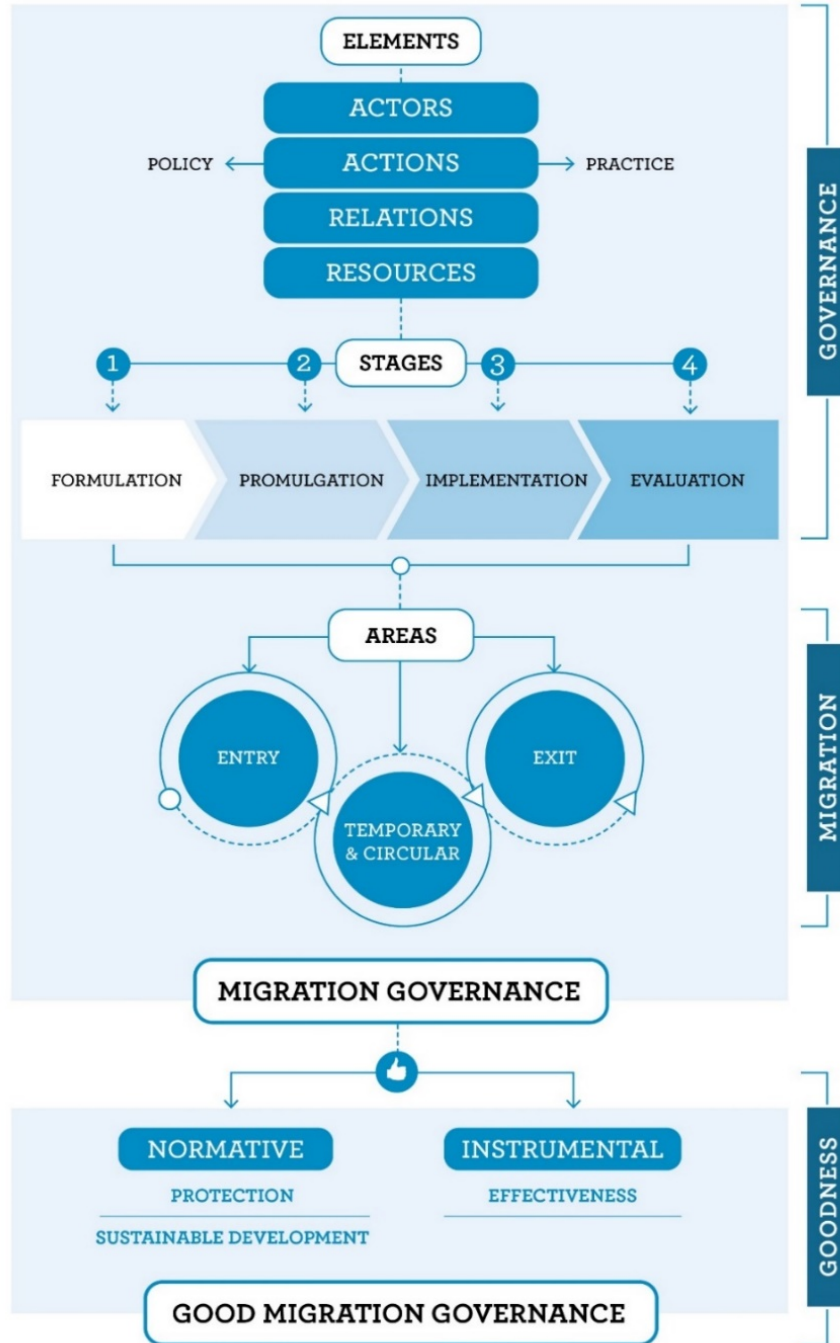 ELEMENTS
ACTORS
POLICY
ACTIONS
PRACTICE
RELATIONS
RESOURCES
GOVERNANCE
1
2
STAGES
3
4
FORMULATION
PROMULGATION
IMPLEMENTATION
EVALUATION
AREAS
MIGRATION
ENTRY
EXIT
TEMPORARY
& CIRCULAR
MIGRATION GOVERNANCE
NORMATIVE
INSTRUMENTAL
GOODNESS
PROTECTION
EFFECTIVENESS
SUSTAINABLE DEVELOPMENT
GOOD MIGRATION GOVERNANCE